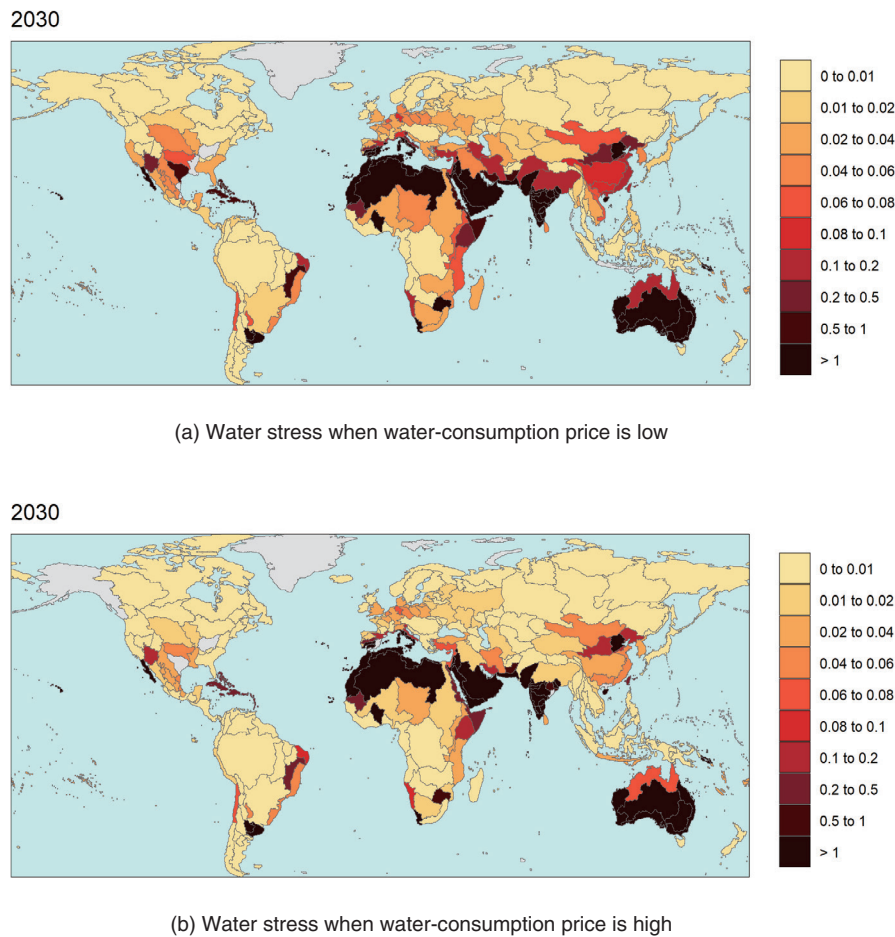 2030
0 to 0.01
0.01 to 0.02
0.02 to 0.04
0.04 to 0.06
0.06 to 0.08
0.08 to 0.1
0.1 to 0.2
0.2 to 0.5
0.5 to 1
> 1
(a) Water stress when water-consumption price is low
2030
0 to 0.01
0.01 to 0.02
0.02 to 0.04
0.04 to 0.06
0.06 to 0.08
0.08 to 0.1
0.1 to 0.2
0.2 to 0.5
0.5 to 1
> 1
(b) Water stress when water-consumption price is high